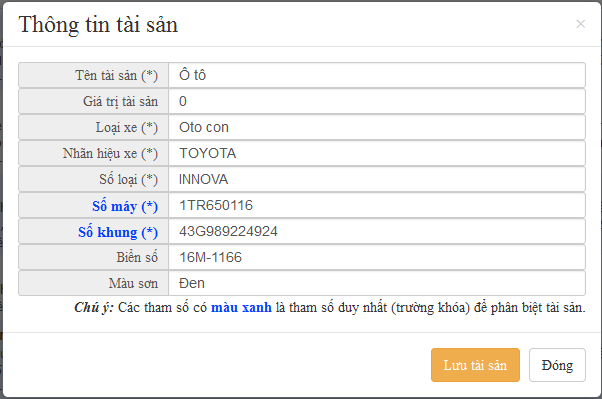 Thông tin tài sản ×
Tên tài sản (*) Ô tô
Giá trị tài sản 0
Loại xe (*) Oto con
Nhãn hiệu xe (*) TOYOTA
Số loại (*) INNOVA
Số máy (*) 1TR650116
Số khung (*) 43G989224924
Biển số 16M-1166
Màu sơn Đen
Chú ý: Các tham số có màu xanh là tham số duy nhất (trường khóa) để phân biệt tài sản.
Lưu tài sản Đóng